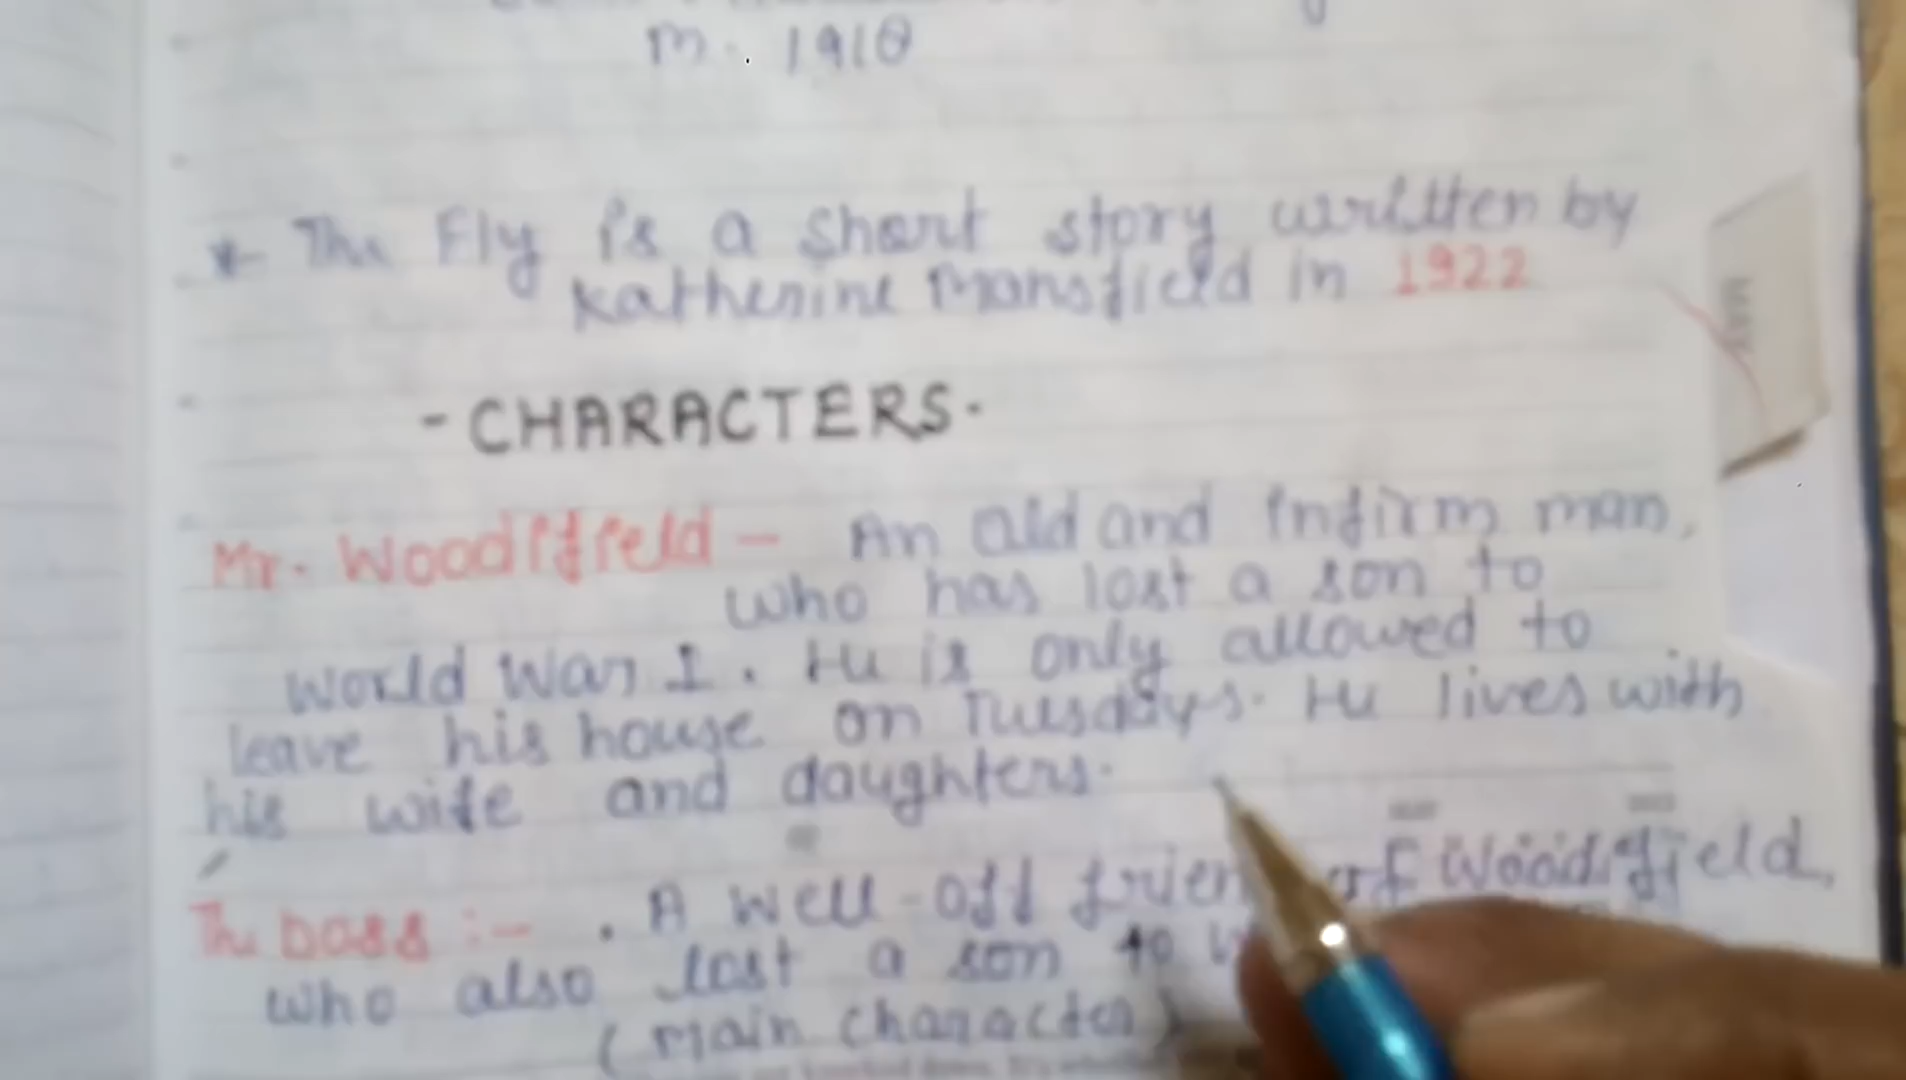 m. 1918
* The Fly is a short story written by
Katherine Mansfield in 1922
- CHARACTERS.
Mr. Woodifield - An old and infirm man,
who has lost a son to
World War I. He is only allowed to
leave his house on Tuesdays. He lives with
his wife and daughters.
The boss :- . A well-off friend of Woodifield,
who also lost a son to
(main character)